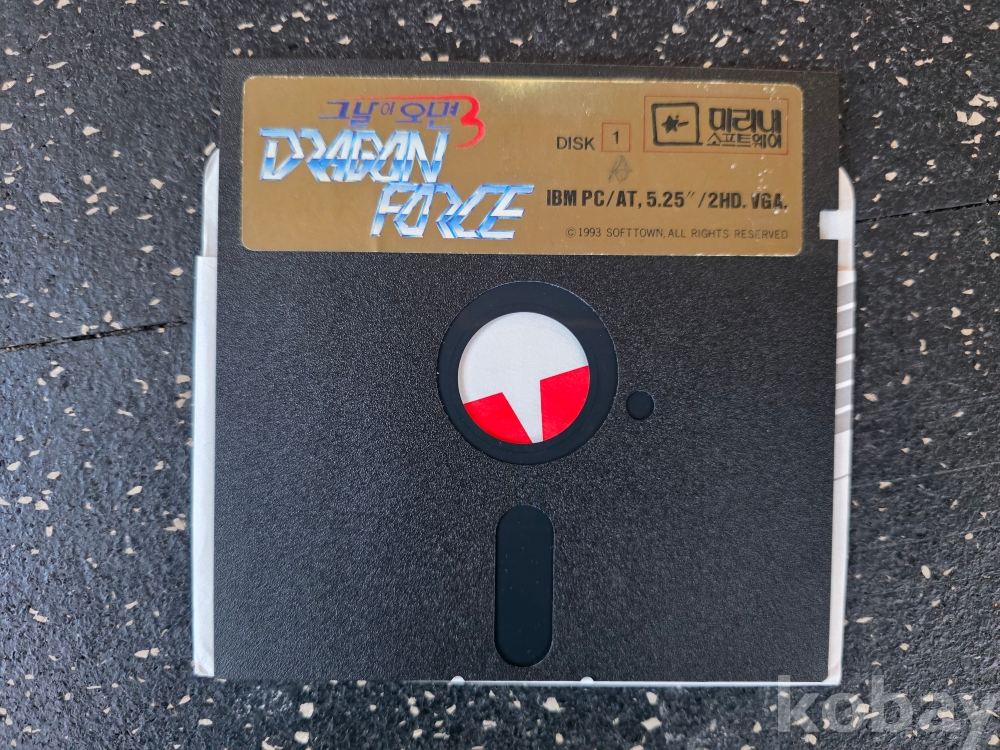 그날이 오면 3
DRAGON
FORCE
DISK 1
미리내
소프트웨어
IBM PC/AT, 5.25″/2HD. VGA.
© 1993 SOFTTOWN, ALL RIGHTS RESERVED
kobay